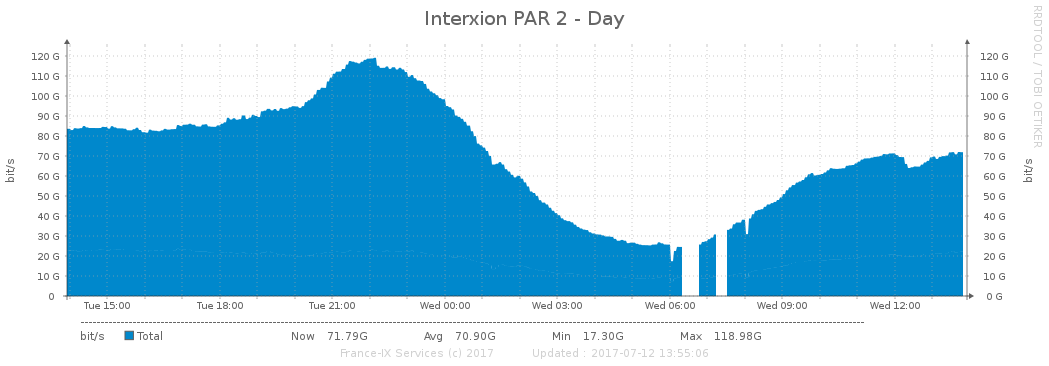 Interxion PAR 2 - Day
RRDTOOL / TOBI OETIKER
bit/s
120 G 120 G
110 G 110 G
100 G 100 G
90 G 90 G
80 G 80 G
70 G 70 G
60 G 60 G
50 G 50 G
40 G 40 G
30 G 30 G
20 G 20 G
10 G 10 G
0 0 G
bit/s
Tue 15:00 Tue 18:00 Tue 21:00 Wed 00:00 Wed 03:00 Wed 06:00 Wed 09:00 Wed 12:00
bit/s Total Now 71.79G Avg 70.90G Min 17.30G Max 118.98G
France-IX Services (c) 2017 Updated : 2017-07-12 13:55:06